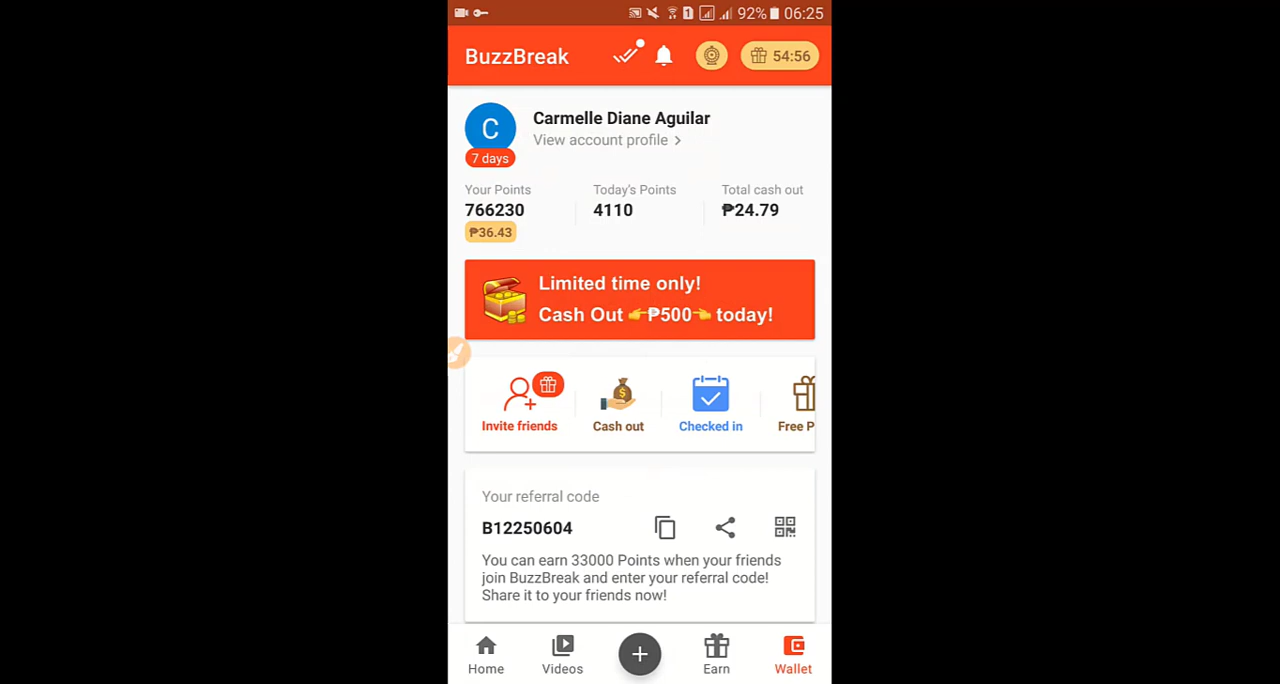 92% 06:25
BuzzBreak
54:56
C
Carmelle Diane Aguilar
View account profile
7 days
Your Points
Today's Points
Total cash out
766230
4110
₱24.79
₱36.43
Limited time only!
Cash Out 👉₱500👈 today!
Invite friends
Cash out
Checked in
Free P
Your referral code
B12250604
You can earn 33000 Points when your friends
join BuzzBreak and enter your referral code!
Share it to your friends now!
Home
Videos
Earn
Wallet